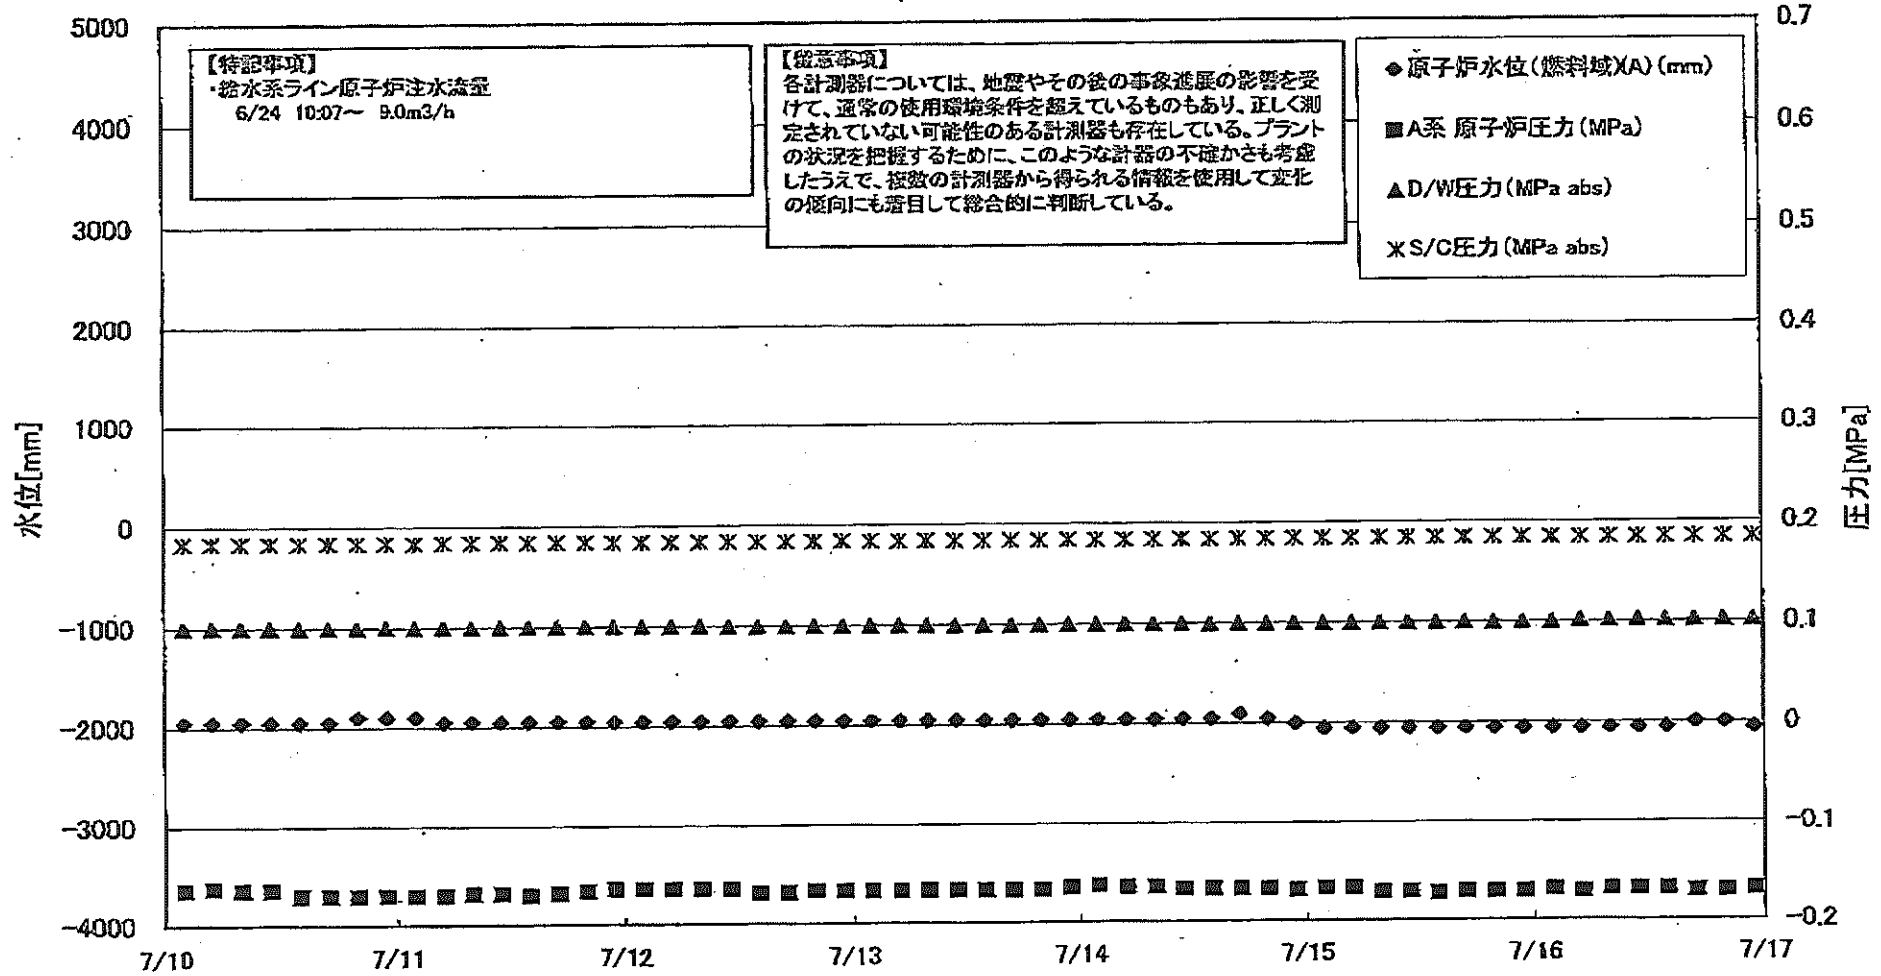 【特記事項】
・給水系ライン原子炉注水流量
6/24 10:07～ 9.0m3/h
【留意事項】
各計測器については、地震やその後の事象進展の影響を受
けて、通常の使用環境条件を超えているものもあり、正しく測
定されていない可能性のある計測器も存在している。プラント
の状況を把握するために、このような計器の不確かさも考慮
したうえで、複数の計測器から得られる情報を使用して変化
の傾向にも着目して総合的に判断している。
原子炉水位(燃料域)(A) (mm)
A系 原子炉圧力(MPa)
D/W圧力(MPa abs)
S/C圧力(MPa abs)
水位[mm]
5000
4000
3000
2000
1000
0
-1000
-2000
-3000
-4000
圧力[MPa]
0.7
0.6
0.5
0.4
0.3
0.2
0.1
0
-0.1
-0.2
7/10 7/11 7/12 7/13 7/14 7/15 7/16 7/17